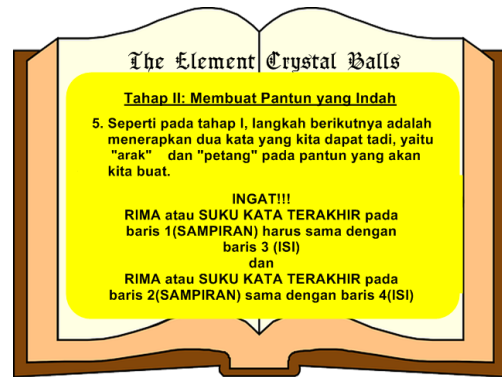 The Element Crystal Balls
Tahap II: Membuat Pantun yang Indah
5. Seperti pada tahap I, langkah berikutnya adalah
menerapkan dua kata yang kita dapat tadi, yaitu
"arak" dan "petang" pada pantun yang akan
kita buat.
INGAT!!!
RIMA atau SUKU KATA TERAKHIR pada
baris 1(SAMPIRAN) harus sama dengan
baris 3 (ISI)
dan
RIMA atau SUKU KATA TERAKHIR pada
baris 2(SAMPIRAN) sama dengan baris 4(ISI)